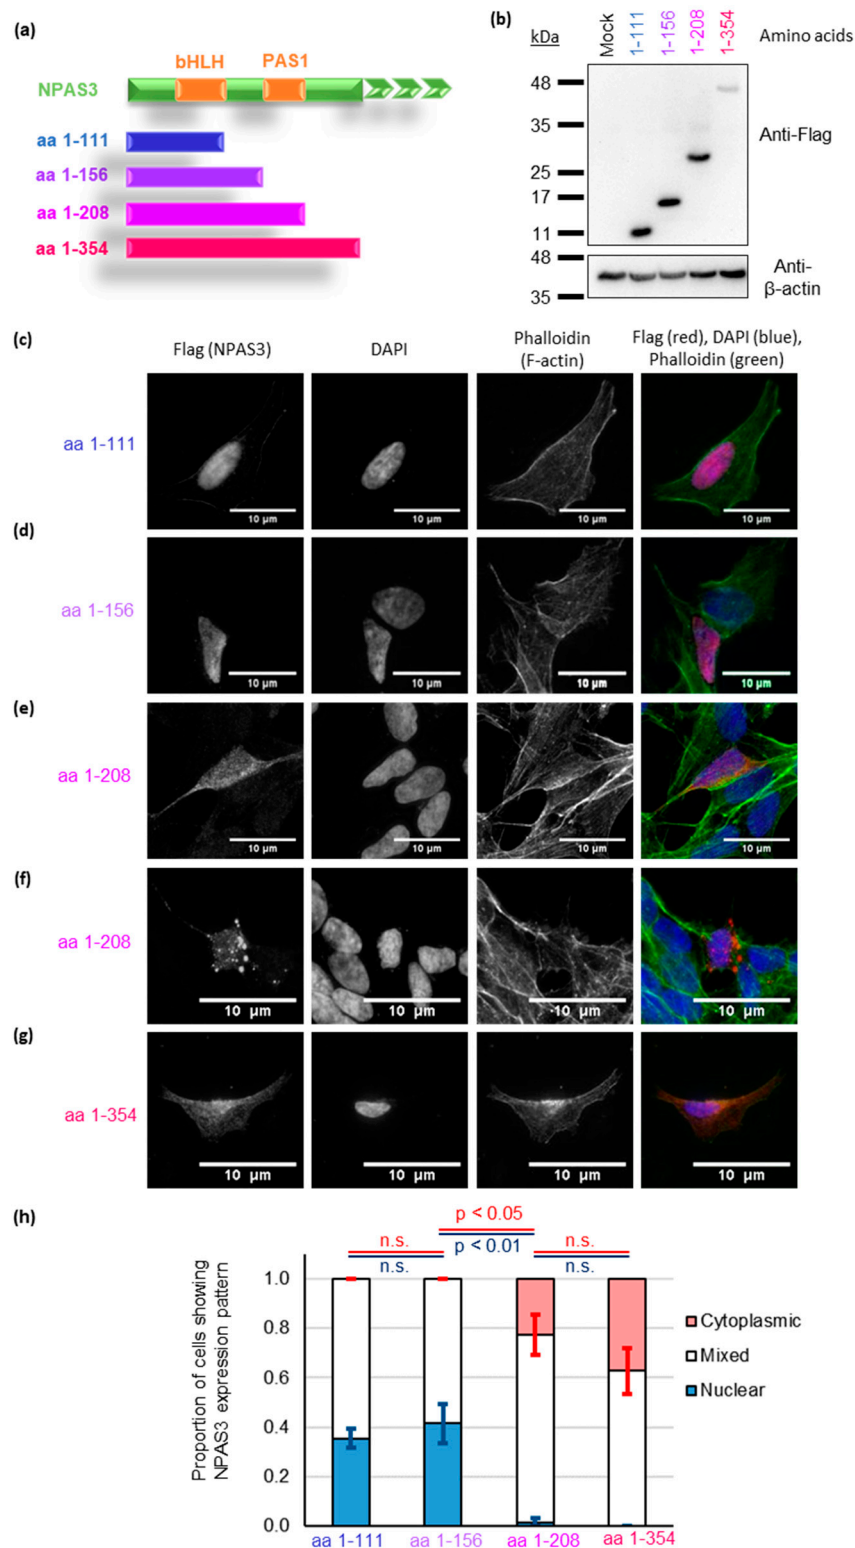 (a)
bHLH
PAS1
NPAS3
aa 1-111
aa 1-156
aa 1-208
aa 1-354
(b)
kDa
Mock
1-111
1-156
1-208
1-354
Amino acids
48
35
25
17
11
Anti-Flag
48
35
Anti-
β-actin
(c)
Flag (NPAS3)
DAPI
Phalloidin
(F-actin)
Flag (red), DAPI (blue),
Phalloidin (green)
aa 1-111
10 µm
10 µm
10 µm
10 µm
(d)
aa 1-156
10 µm
10 µm
10 µm
10 µm
(e)
aa 1-208
10 µm
10 µm
10 µm
10 µm
(f)
aa 1-208
10 µm
10 µm
10 µm
10 µm
(g)
aa 1-354
10 µm
10 µm
10 µm
10 µm
(h)
p < 0.05
n.s.
p < 0.01
n.s.
n.s.
n.s.
Proportion of cells showing
NPAS3 expression pattern
1.0
0.8
0.6
0.4
0.2
0.0
Cytoplasmic
Mixed
Nuclear
aa 1-111
aa 1-156
aa 1-208
aa 1-354